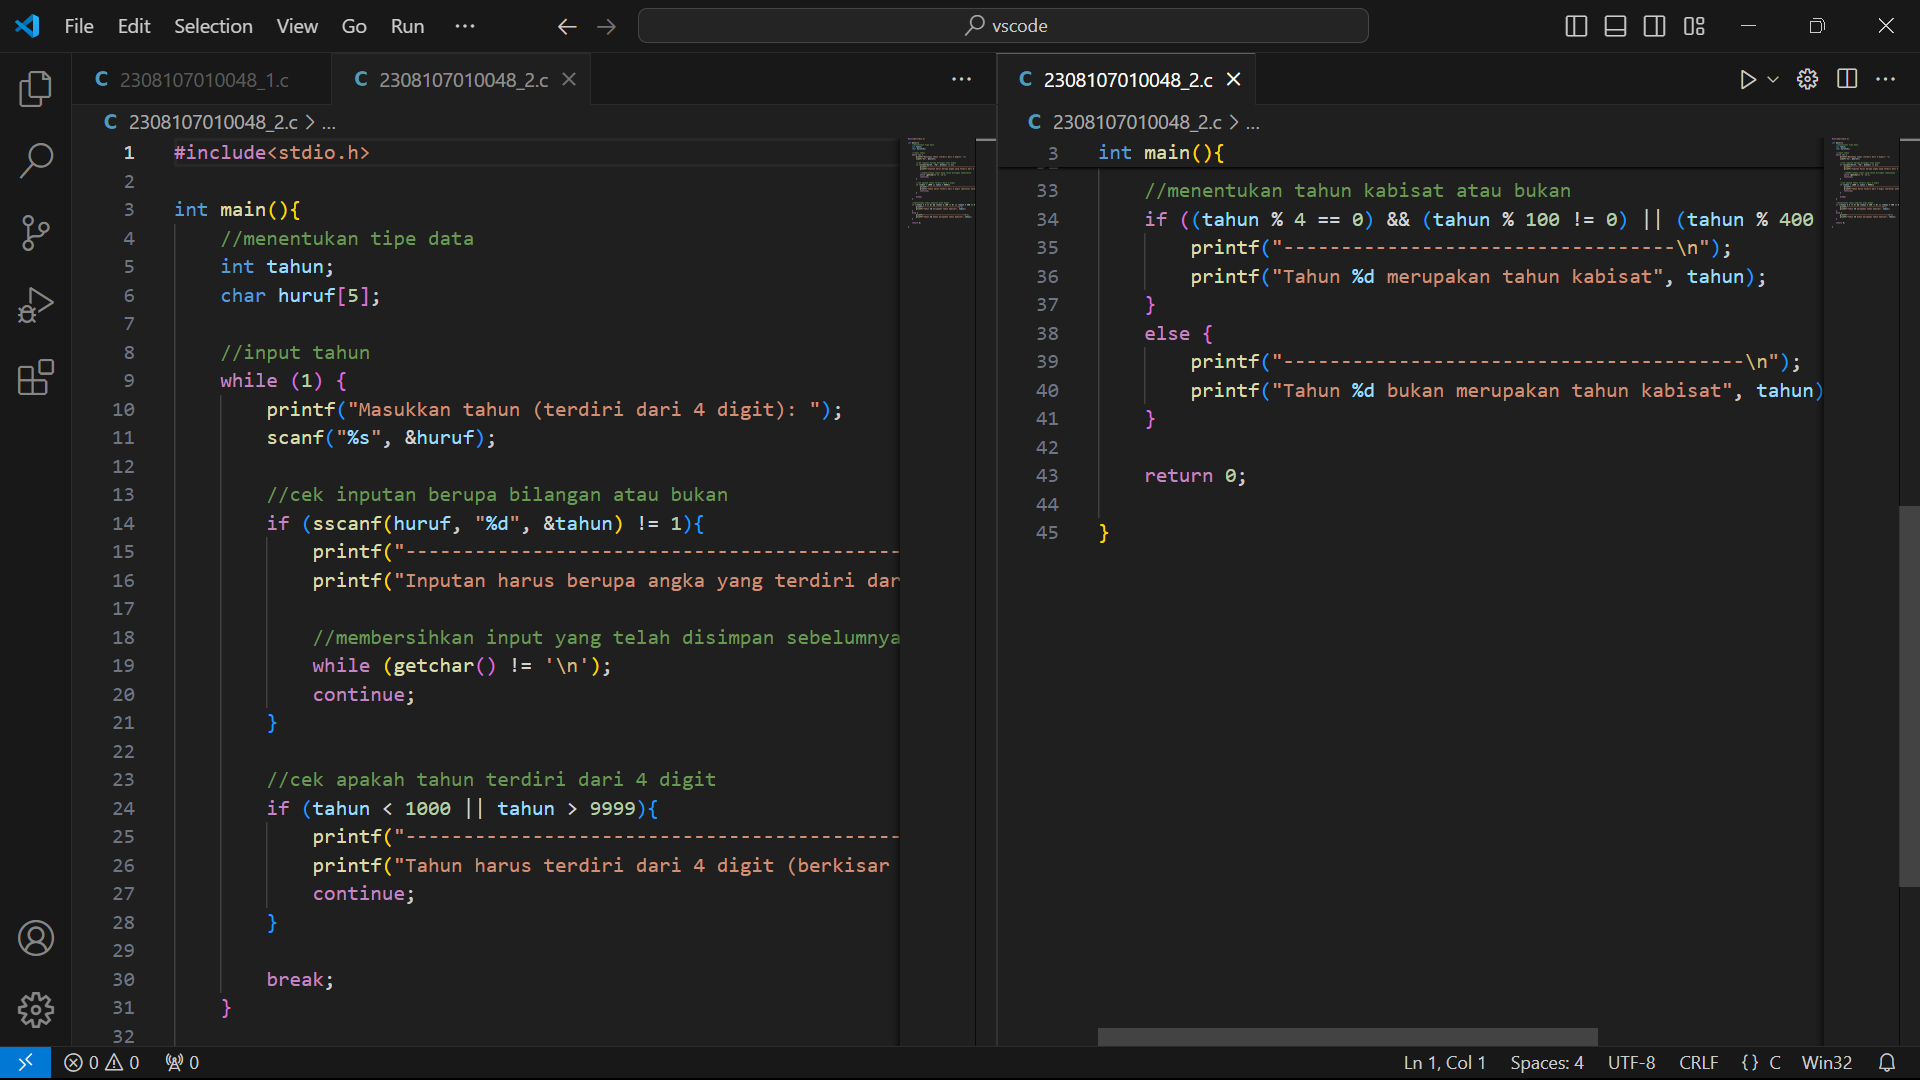 File Edit Selection View Go Run ··· vscode
C 2308107010048_1.c
C 2308107010048_2.c
C 2308107010048_2.c > ...
1 #include<stdio.h>
2
3 int main(){
4 //menentukan tipe data
5 int tahun;
6 char huruf[5];
7
8 //input tahun
9 while (1) {
10 printf("Masukkan tahun (terdiri dari 4 digit): ");
11 scanf("%s", &huruf);
12
13 //cek inputan berupa bilangan atau bukan
14 if (sscanf(huruf, "%d", &tahun) != 1){
15 printf("-------------------------------------------
16 printf("Inputan harus berupa angka yang terdiri dar
17
18 //membersihkan input yang telah disimpan sebelumnya
19 while (getchar() != '\n');
20 continue;
21 }
22
23 //cek apakah tahun terdiri dari 4 digit
24 if (tahun < 1000 || tahun > 9999){
25 printf("-------------------------------------------
26 printf("Tahun harus terdiri dari 4 digit (berkisar
27 continue;
28 }
29
30 break;
31 }
32
C 2308107010048_2.c
C 2308107010048_2.c > ...
3 int main(){
33 //menentukan tahun kabisat atau bukan
34 if ((tahun % 4 == 0) && (tahun % 100 != 0) || (tahun % 400
35 printf("----------------------------------\n");
36 printf("Tahun %d merupakan tahun kabisat", tahun);
37 }
38 else {
39 printf("----------------------------------------\n");
40 printf("Tahun %d bukan merupakan tahun kabisat", tahun)
41 }
42
43 return 0;
44
45 }
0 0 0
Ln 1, Col 1 Spaces: 4 UTF-8 CRLF {} C Win32